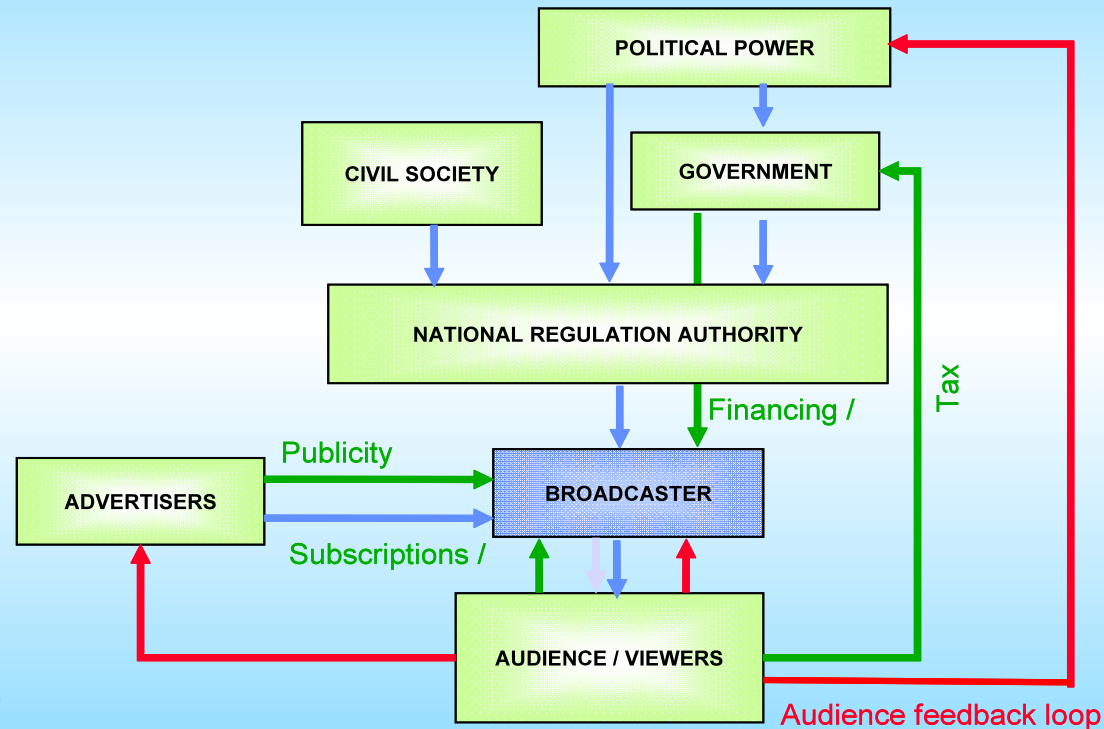 POLITICAL POWER
CIVIL SOCIETY
GOVERNMENT
NATIONAL REGULATION AUTHORITY
Tax
Financing /
Publicity
ADVERTISERS
BROADCASTER
Subscriptions /
AUDIENCE / VIEWERS
Audience feedback loop